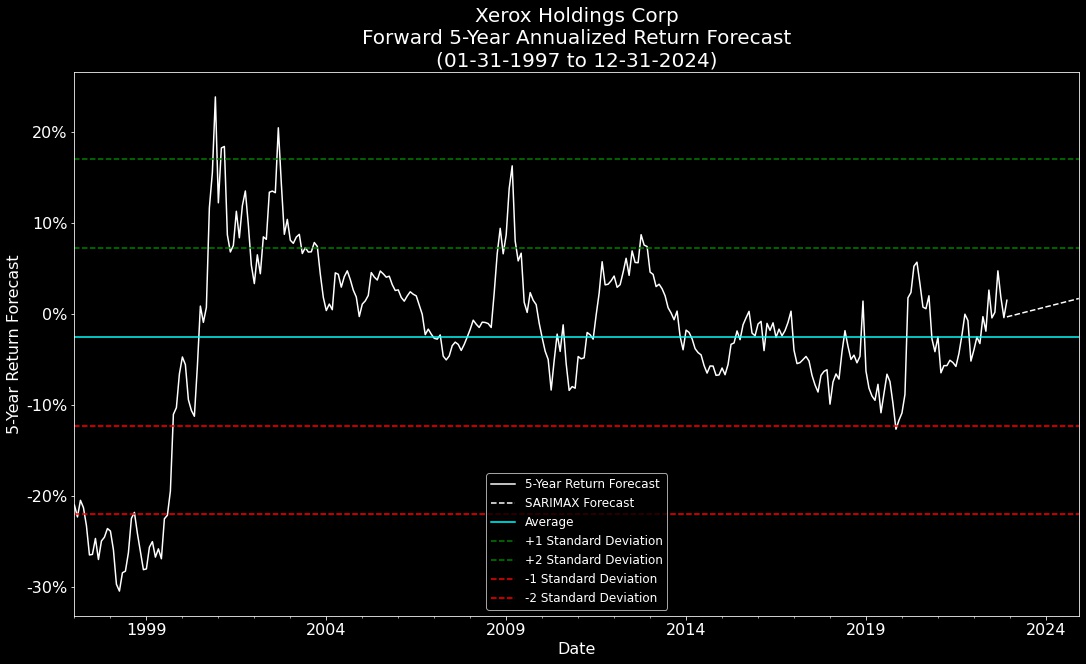 Xerox Holdings Corp
Forward 5-Year Annualized Return Forecast
(01-31-1997 to 12-31-2024)
5-Year Return Forecast
20%
10%
0%
-10%
-20%
-30%
5-Year Return Forecast
SARIMAX Forecast
Average
+1 Standard Deviation
+2 Standard Deviation
-1 Standard Deviation
-2 Standard Deviation
1999 2004 2009 2014 2019 2024
Date